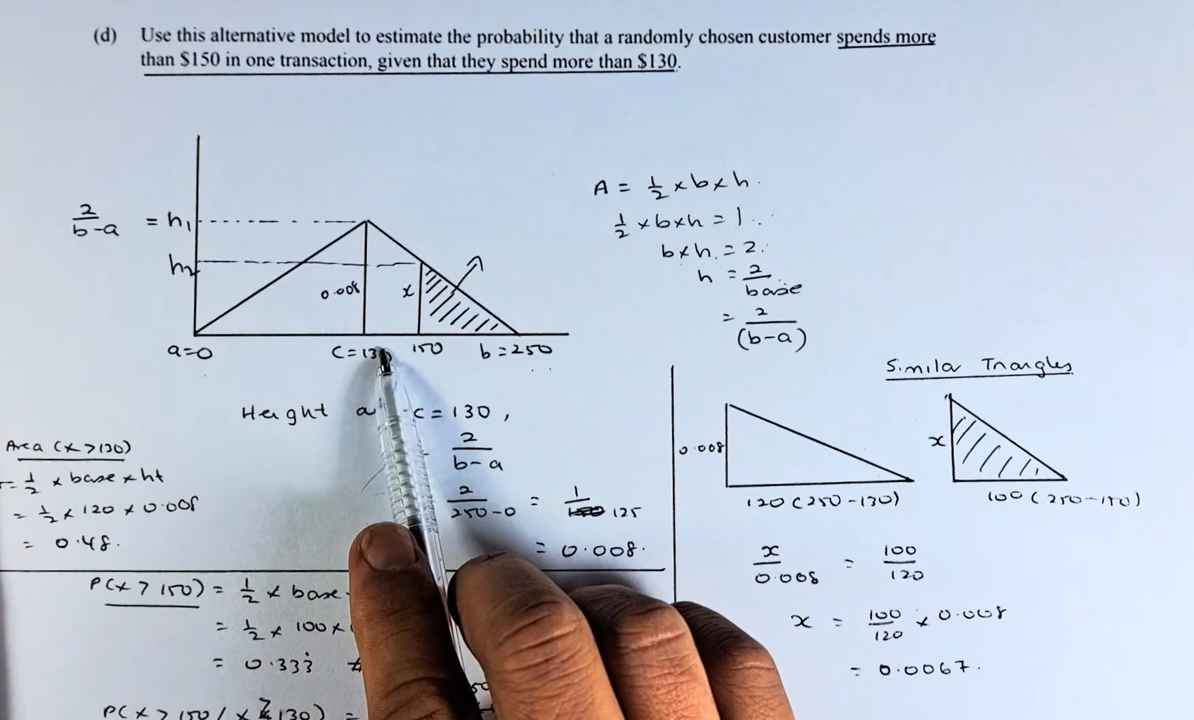 (d) Use this alternative model to estimate the probability that a randomly chosen customer spends more
than $150 in one transaction, given that they spend more than $130.
2/(b-a) = h₁
h₂
0.008
x
a=0
C=130
150
b=250
A = ½ × b × h.
½ × b × h = 1.
b × h = 2.
h = 2/base
= 2/(b-a)
Height a C = 130,
2/(b-a)
2/(250-0) = 1/125
= 0.008.
Area (x > 130)
= ½ × base × ht
= ½ × 120 × 0.008
= 0.48.
P(x > 150) = ½ × base
= ½ × 100 ×
= 0.333
P(x > 150 / x > 130) =
Similar Triangles
0.008
120 (250-130)
x
100 (250-150)
x/0.008 = 100/120
x = 100/120 × 0.008
= 0.0067.